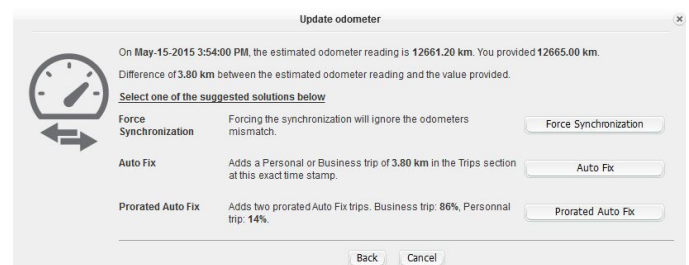 Update odometer
On May-15-2015 3:54:00 PM, the estimated odometer reading is 12661.20 km. You provided 12665.00 km.
Difference of 3.80 km between the estimated odometer reading and the value provided.
Select one of the suggested solutions below
Force
Synchronization
Forcing the synchronization will ignore the odometers
mismatch.
Force Synchronization
Auto Fix
Adds a Personal or Business trip of 3.80 km in the Trips section
at this exact time stamp.
Auto Fix
Prorated Auto Fix
Adds two prorated Auto Fix trips. Business trip: 86%, Personnal
trip: 14%.
Prorated Auto Fix
Back
Cancel